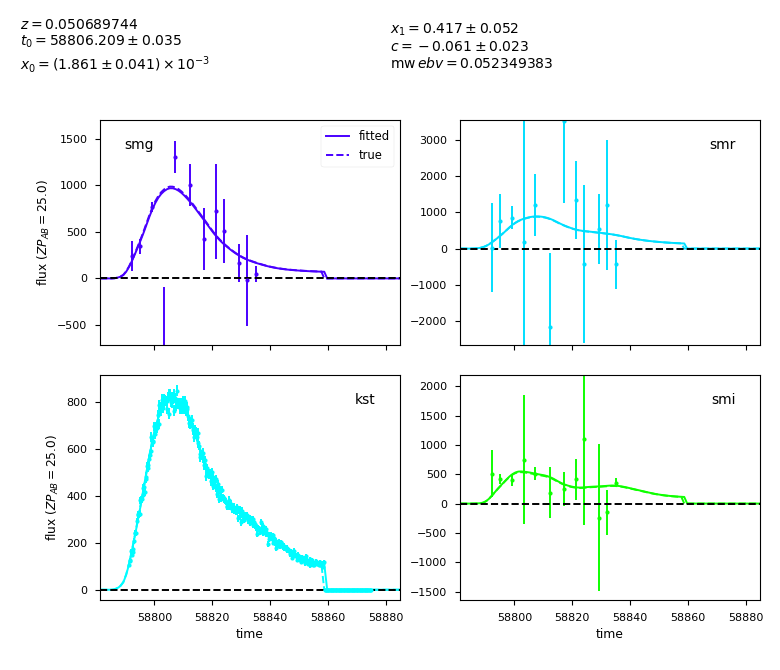 z = 0.050689744
t₀ = 58806.209 ± 0.035
x₀ = (1.861 ± 0.041) × 10⁻³
x₁ = 0.417 ± 0.052
c = −0.061 ± 0.023
mw ebv = 0.052349383
smg
fitted
true
1500
1000
500
0
−500
flux (ZP_AB = 25.0)
smr
3000
2000
1000
0
−1000
−2000
kst
800
600
400
200
0
flux (ZP_AB = 25.0)
58800 58820 58840 58860 58880
time
smi
2000
1500
1000
500
0
−500
−1000
−1500
58800 58820 58840 58860 58880
time